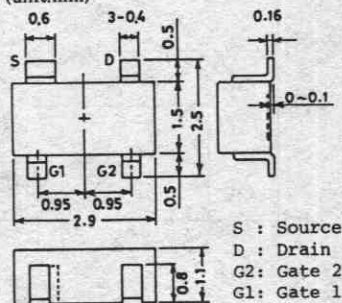 (unit:mm)
0.6 3-0.4 0.16
S D
0.5
1.5
2.5
0~0.1
G1 G2
0.5
0.95 0.95
2.9
S : Source
D : Drain
G2: Gate 2
G1: Gate 1
0.8
1.1